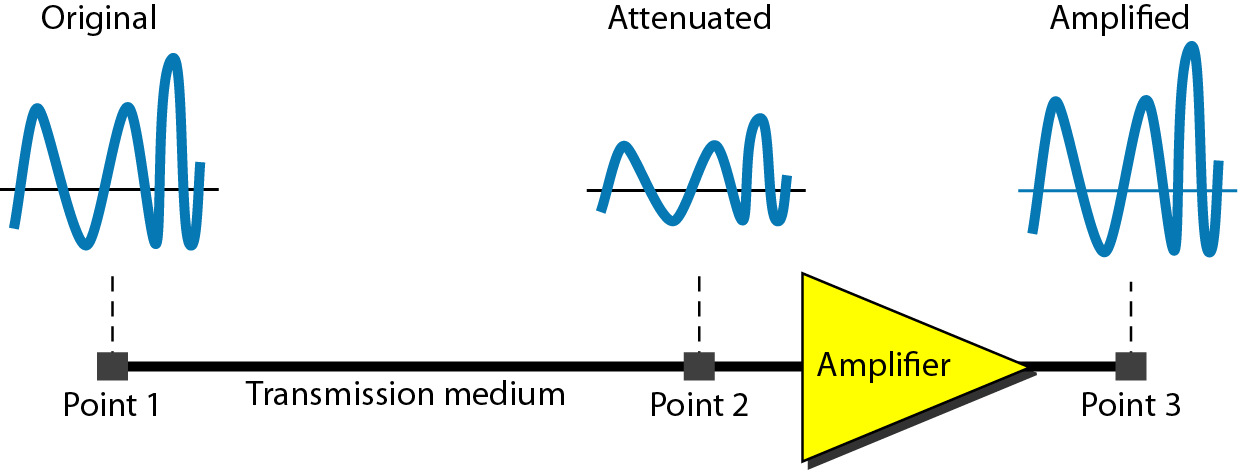 Original
Attenuated
Amplified
Amplifier
Transmission medium
Point 1
Point 2
Point 3